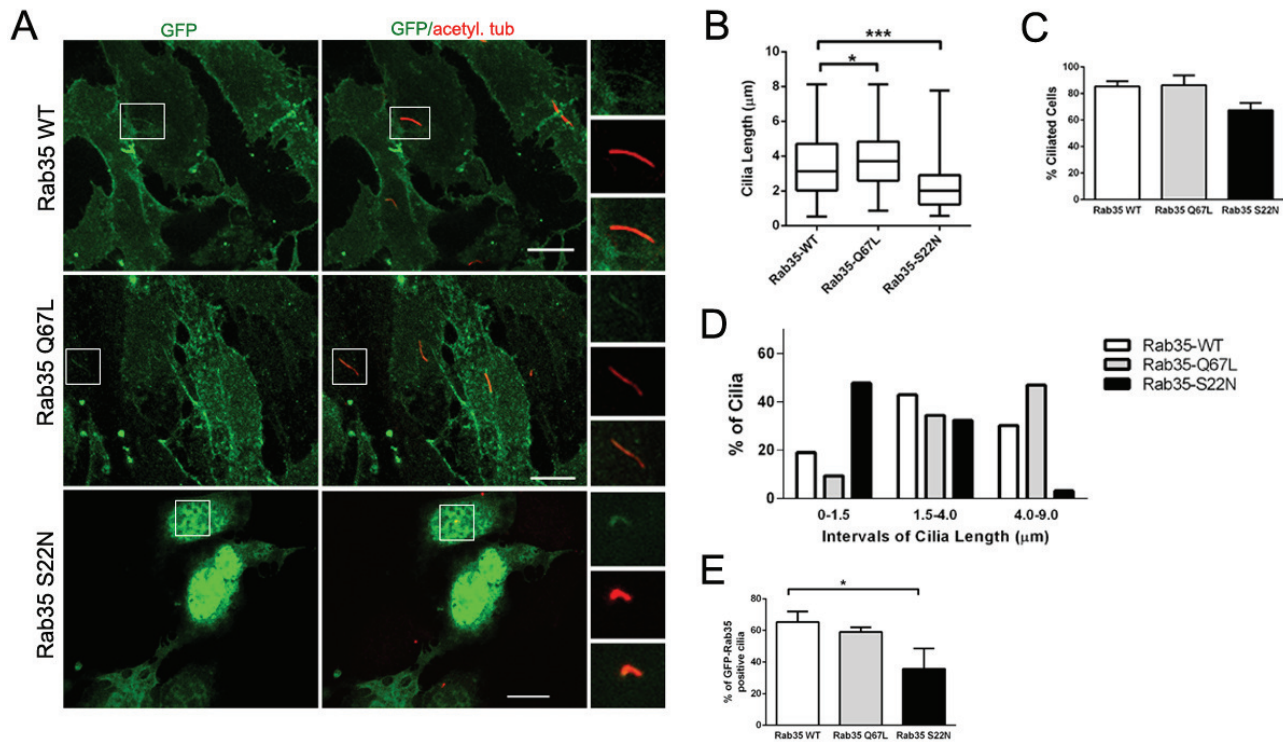 A
GFP
GFP/acetyl. tub
Rab35 WT
Rab35 Q67L
Rab35 S22N
B
***
*
Cilia Length (μm)
10
8
6
4
2
0
Rab35-WT
Rab35-Q67L
Rab35-S22N
C
% Ciliated Cells
100
80
60
40
20
0
Rab35 WT
Rab35 Q67L
Rab35 S22N
D
% of Cilia
60
40
20
0
0-1.5
1.5-4.0
4.0-9.0
Intervals of Cilia Length (μm)
Rab35-WT
Rab35-Q67L
Rab35-S22N
E
*
% of GFP-Rab35
positive cilia
80
60
40
20
0
Rab35 WT
Rab35 Q67L
Rab35 S22N